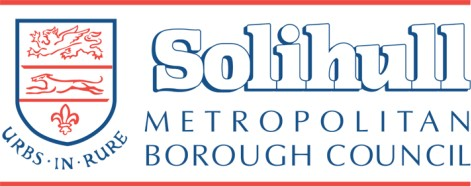 URBS·IN·RURE
Solihull
METROPOLITAN
BOROUGH COUNCIL